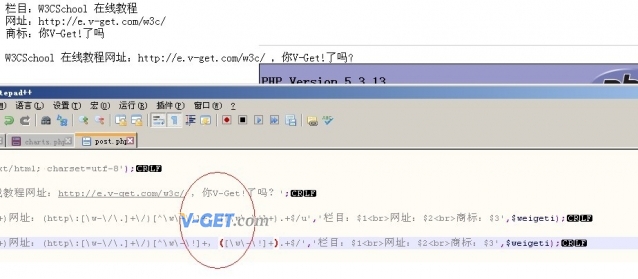 栏目：W3CSchool 在线教程
网址：http://e.v-get.com/w3c/
商标：你V-Get!了吗
W3CSchool 在线教程网址：http://e.v-get.com/w3c/ ，你V-Get!了吗?
PHP Version 5.3.13
tepad++
语言(L) 设置(T) 宏(O) 运行(R) 插件(P) 窗口(W) ?
charts.php post.php
xt/html; charset=utf-8');CRLF
线教程网址：http://e.v-get.com/w3c/ ，你V-Get!了吗? ';CRLF
V-GET.com
+)网址：(http\:[\w-\/\.]+\/)[^\w\-\!]+).+$/u','栏目：$1<br>网址：$2<br>商标：$3',$weigeti);CRLF
+)网址：(http\:[\w-\/\.]+\/)[^\w\-\!]+，([\w\-\!]+).+$/','栏目：$1<br>网址：$2<br>商标：$3',$weigeti);CRLF